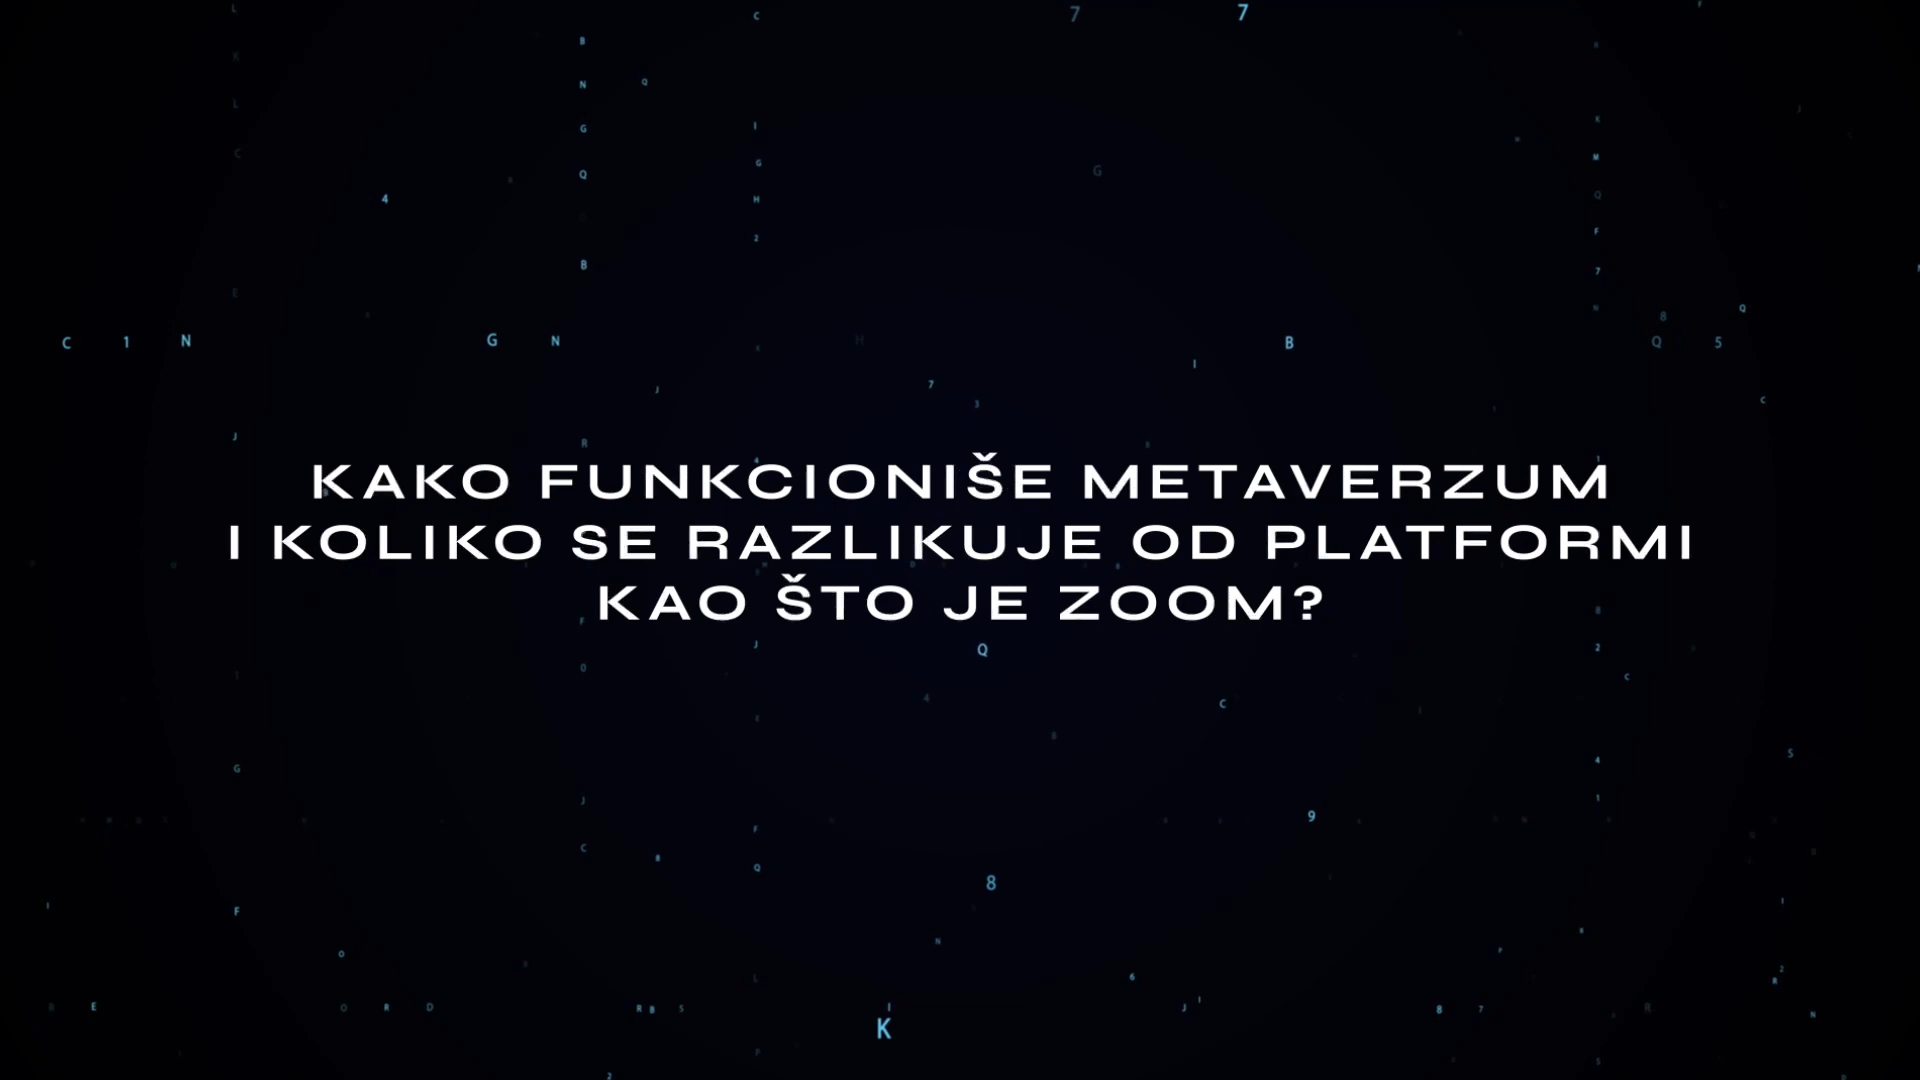 KAKO FUNKCIONIŠE METAVERZUM
I KOLIKO SE RAZLIKUJE OD PLATFORMI
KAO ŠTO JE ZOOM?